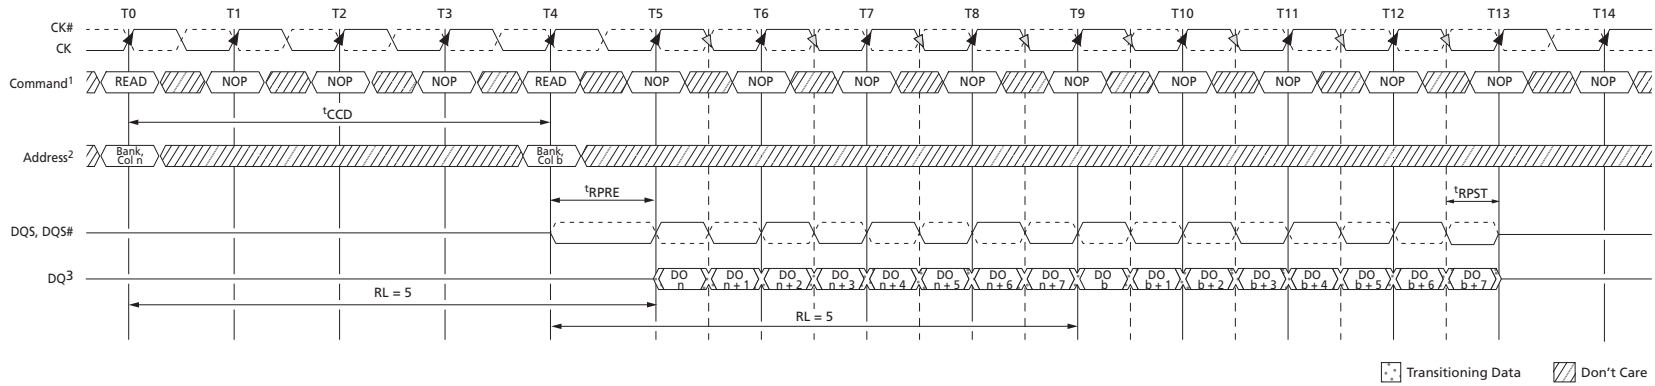 T0 T1 T2 T3 T4 T5 T6 T7 T8 T9 T10 T11 T12 T13 T14
CK#
CK
Command1 READ NOP NOP NOP READ NOP NOP NOP NOP NOP NOP NOP NOP NOP NOP
tCCD
Address2 Bank, Col n Bank, Col b
tRPRE tRPST
DQS, DQS#
DQ3 DO n DO n + 1 DO n + 2 DO n + 3 DO n + 4 DO n + 5 DO n + 6 DO n + 7 DO b DO b + 1 DO b + 2 DO b + 3 DO b + 4 DO b + 5 DO b + 6 DO b + 7
RL = 5
RL = 5
Transitioning Data Don't Care